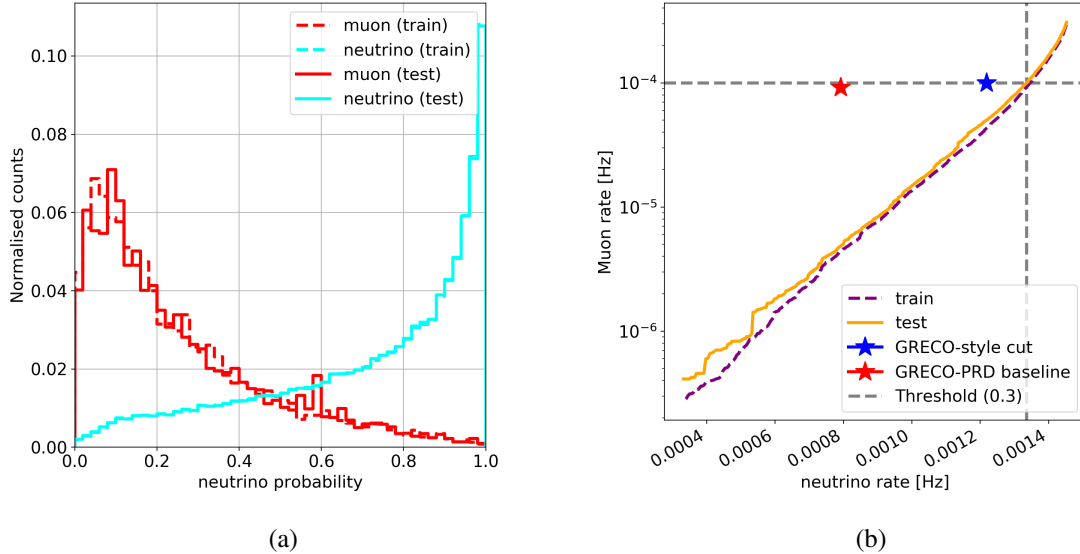 muon (train)
neutrino (train)
muon (test)
neutrino (test)
0.10
0.08
0.06
0.04
0.02
0.00
Normalised counts
0.0
0.2
0.4
0.6
0.8
1.0
neutrino probability
(a)
10⁻⁴
10⁻⁵
10⁻⁶
Muon rate [Hz]
train
test
GRECO-style cut
GRECO-PRD baseline
Threshold (0.3)
0.0004
0.0006
0.0008
0.0010
0.0012
0.0014
neutrino rate [Hz]
(b)